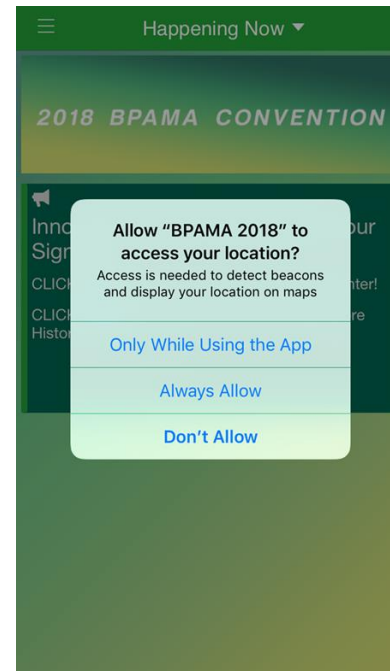 Happening Now
2018 BPAMA CONVENTION
Allow “BPAMA 2018” to
access your location?
Access is needed to detect beacons
and display your location on maps
Only While Using the App
Always Allow
Don’t Allow